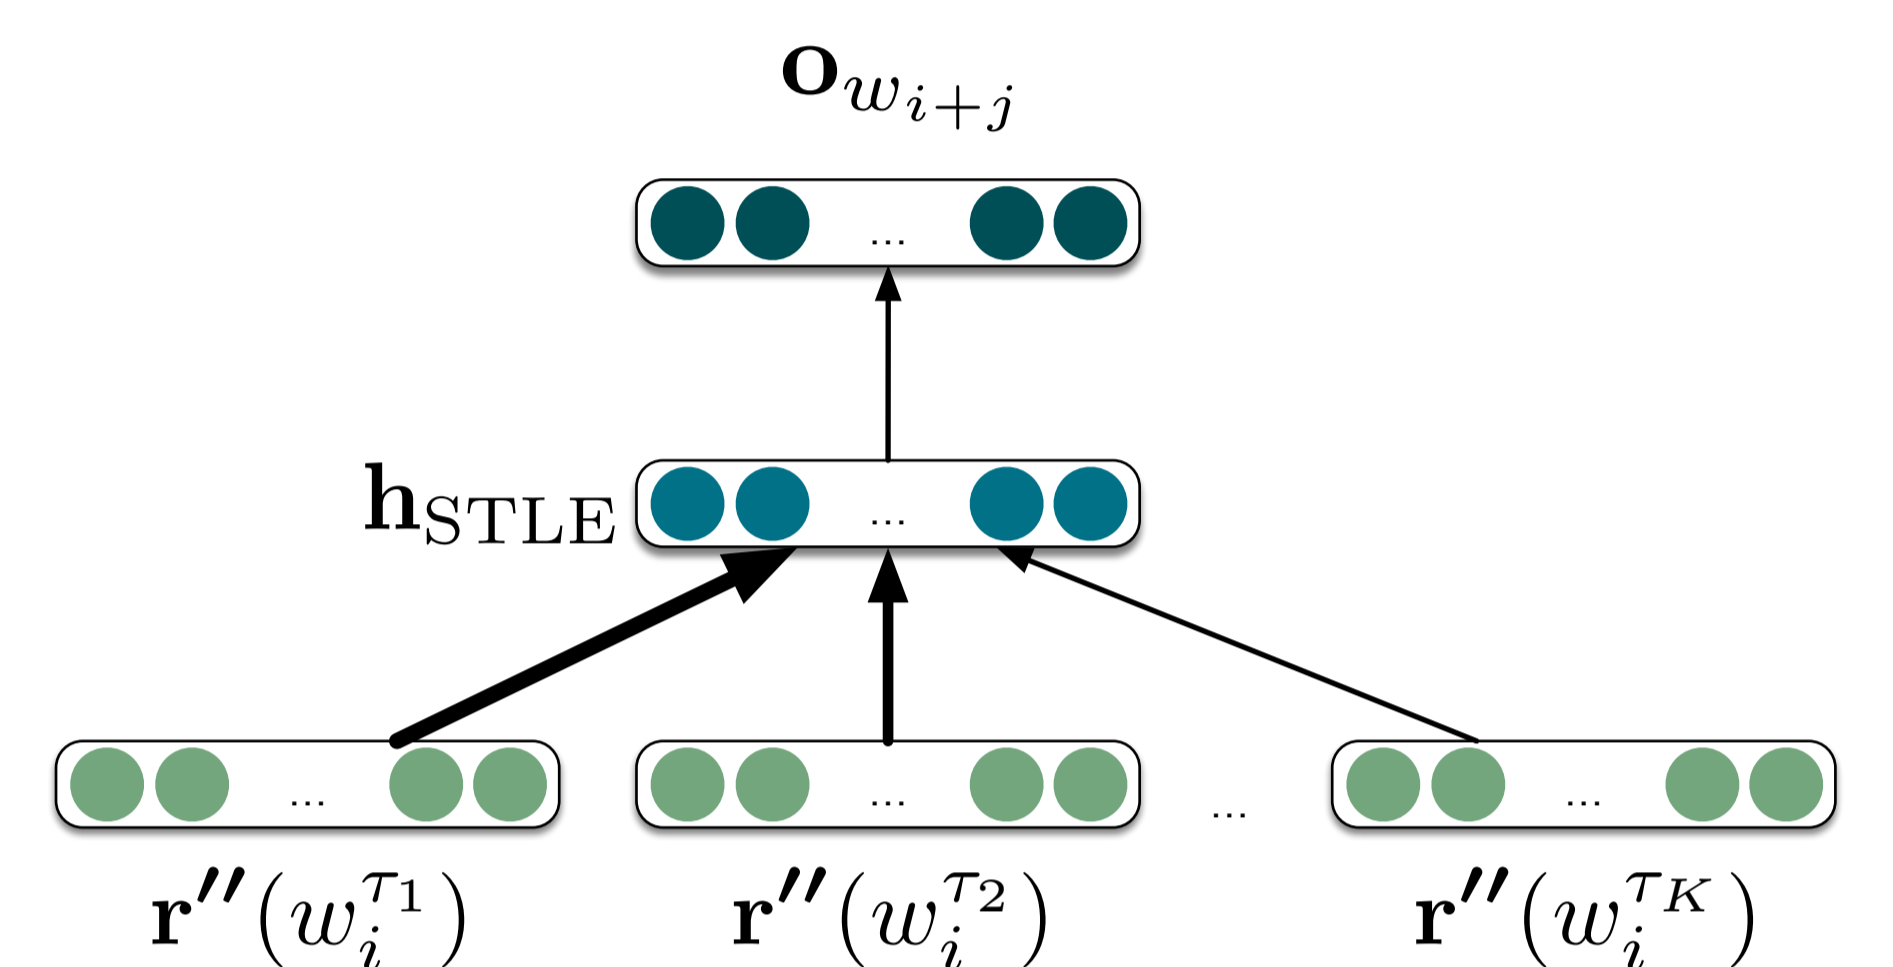 𝐨_{w_{i+j}}
...
𝐡_{STLE} ...
... ... ... ...
𝐫″(w_i^{τ_1}) 𝐫″(w_i^{τ_2}) 𝐫″(w_i^{τ_K})